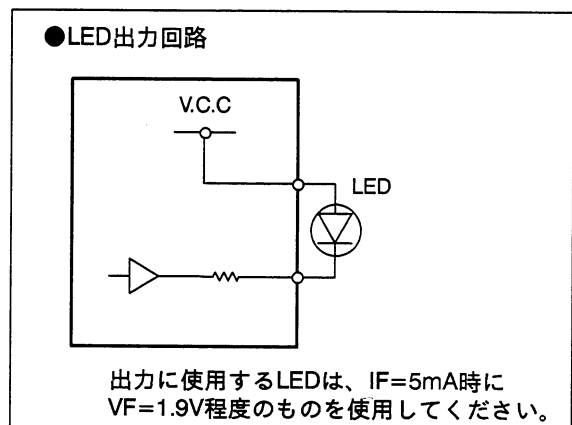 ●LED出力回路
V.C.C
LED
出力に使用するLEDは、IF=5mA時に
VF=1.9V程度のものを使用してください。